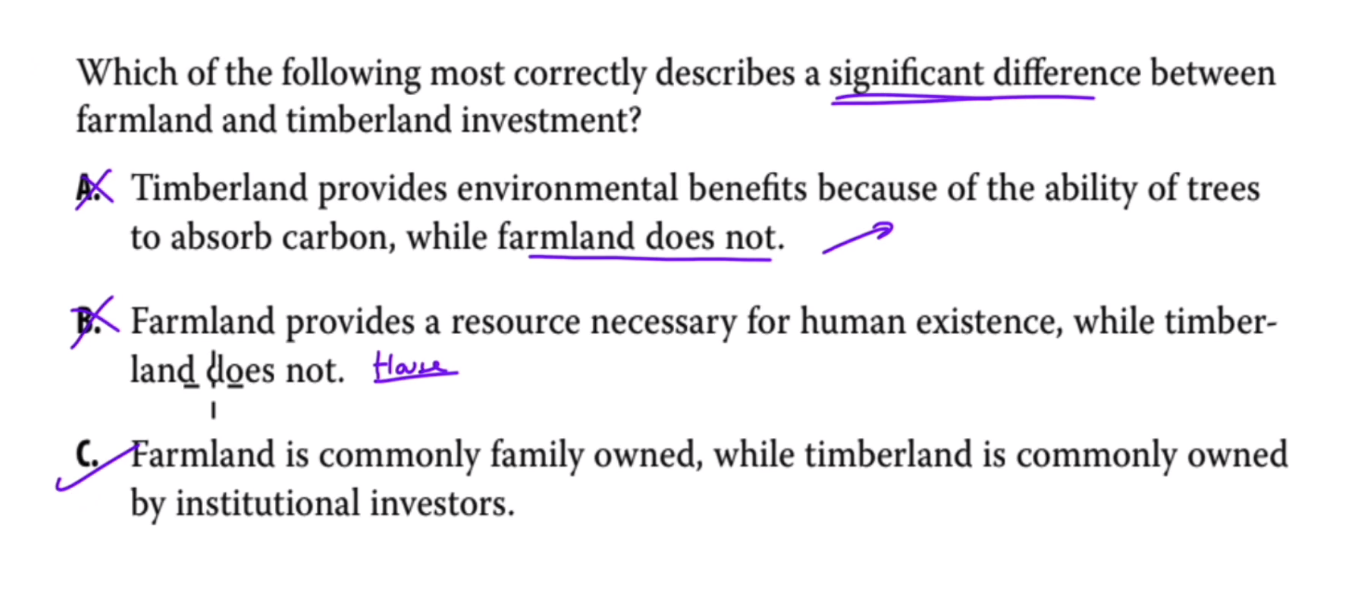 Which of the following most correctly describes a significant difference between
farmland and timberland investment?
A. Timberland provides environmental benefits because of the ability of trees
to absorb carbon, while farmland does not.
B. Farmland provides a resource necessary for human existence, while timber-
land does not. House
C. Farmland is commonly family owned, while timberland is commonly owned
by institutional investors.